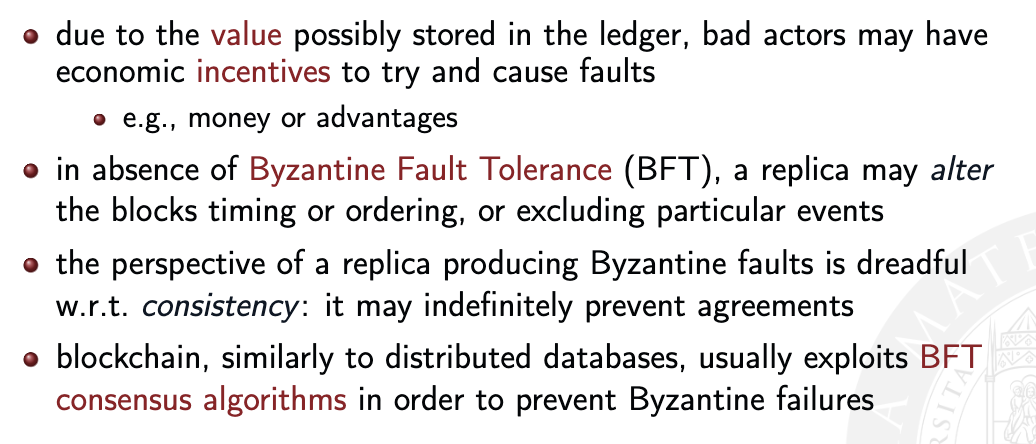 due to the value possibly stored in the ledger, bad actors may have
economic incentives to try and cause faults
e.g., money or advantages
in absence of Byzantine Fault Tolerance (BFT), a replica may alter
the blocks timing or ordering, or excluding particular events
the perspective of a replica producing Byzantine faults is dreadful
w.r.t. consistency: it may indefinitely prevent agreements
blockchain, similarly to distributed databases, usually exploits BFT
consensus algorithms in order to prevent Byzantine failures